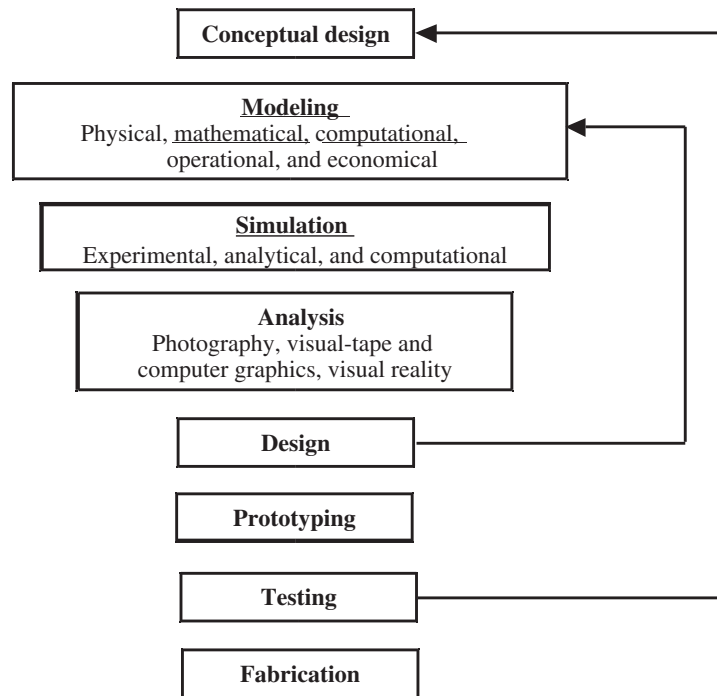 Conceptual design
Modeling
Physical, mathematical, computational,
operational, and economical
Simulation
Experimental, analytical, and computational
Analysis
Photography, visual-tape and
computer graphics, visual reality
Design
Prototyping
Testing
Fabrication